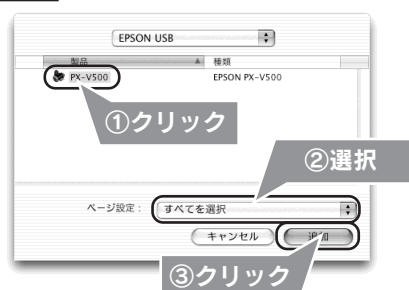 EPSON USB
製品 種類
PX-V500 EPSON PX-V500
①クリック
②選択
ページ設定： すべてを選択
キャンセル 追加
③クリック